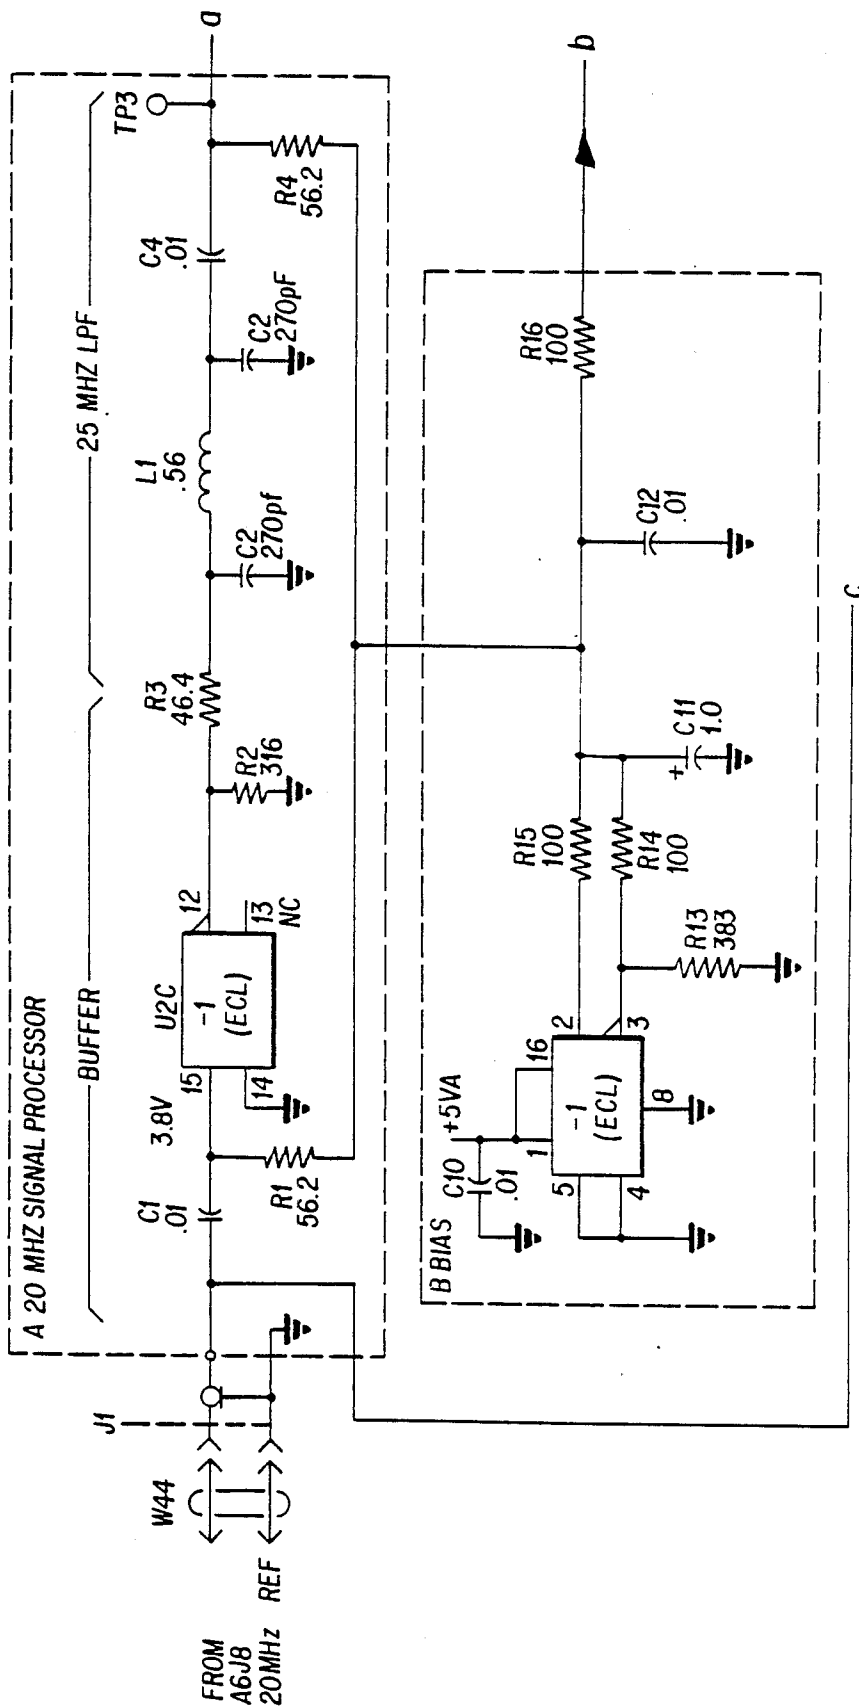 A 20 MHZ SIGNAL PROCESSOR
BUFFER
25 MHZ LPF
TP3
a
FROM
A6J8
20MHz REF
W44
J1
C1
.01
3.8V
R1
56.2
15
14
U2C
-1
(ECL)
12
13
NC
R2
316
R3
46.4
C2
270pf
L1
.56
C2
270pF
C4
.01
R4
56.2
B BIAS
C10
.01
+5VA
1
16
5
4
-1
(ECL)
8
2
3
R13
383
R15
100
R14
100
+
C11
1.0
C12
.01
R16
100
b
C